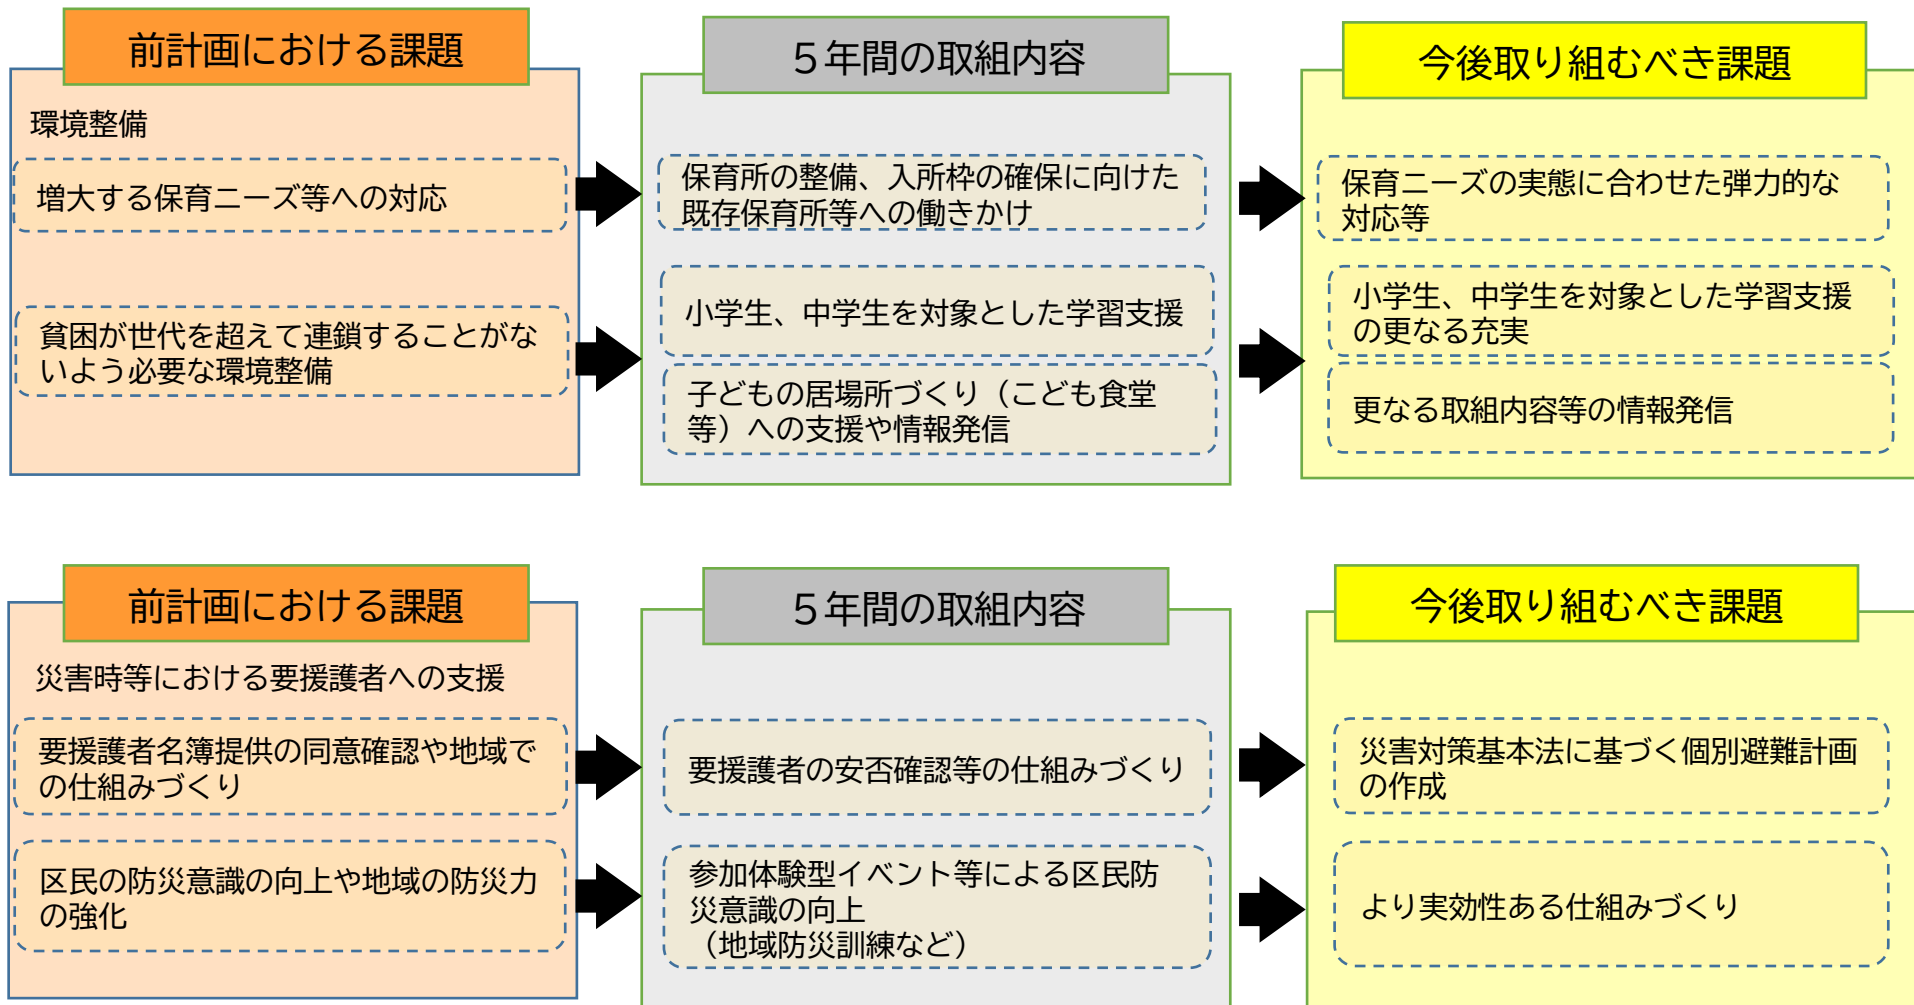 前計画における課題
環境整備
増大する保育ニーズ等への対応
貧困が世代を超えて連鎖することがな
いよう必要な環境整備
５年間の取組内容
保育所の整備、入所枠の確保に向けた
既存保育所等への働きかけ
小学生、中学生を対象とした学習支援
子どもの居場所づくり（こども食堂
等）への支援や情報発信
今後取り組むべき課題
保育ニーズの実態に合わせた弾力的な
対応等
小学生、中学生を対象とした学習支援
の更なる充実
更なる取組内容等の情報発信
前計画における課題
災害時等における要援護者への支援
要援護者名簿提供の同意確認や地域で
の仕組みづくり
区民の防災意識の向上や地域の防災力
の強化
５年間の取組内容
要援護者の安否確認等の仕組みづくり
参加体験型イベント等による区民防
災意識の向上
（地域防災訓練など）
今後取り組むべき課題
災害対策基本法に基づく個別避難計画
の作成
より実効性ある仕組みづくり